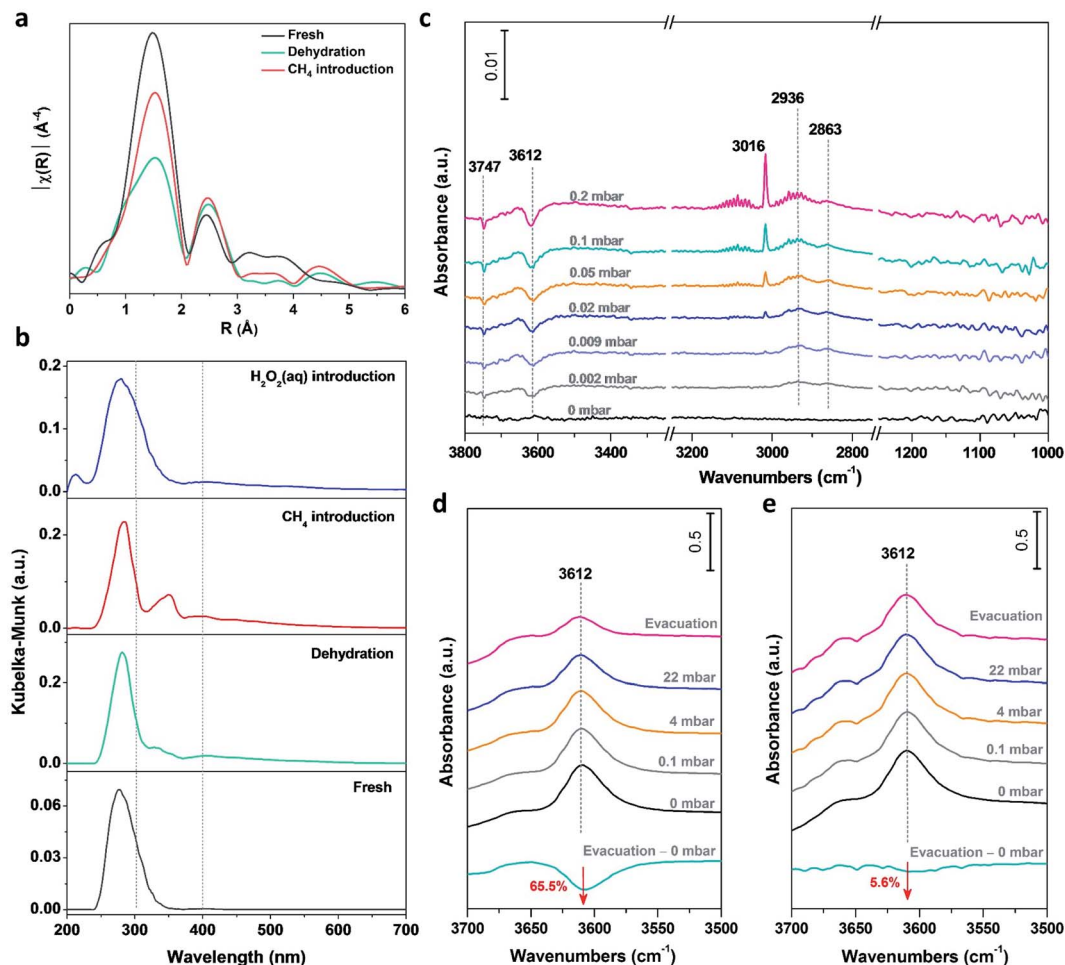 a
Fresh
Dehydration
CH₄ introduction
|χ(R)| (Å⁻⁴)
0 1 2 3 4 5 6
R (Å)
b
0.2
H₂O₂(aq) introduction
0.1
0.0
0.2
CH₄ introduction
0.0
Dehydration
0.2
0.0
Fresh
0.06
0.03
0.00
Kubelka-Munk (a.u.)
200 300 400 500 600 700
Wavelength (nm)
c
0.01
2936
2863
3016
3747
3612
0.2 mbar
0.1 mbar
0.05 mbar
0.02 mbar
0.009 mbar
0.002 mbar
0 mbar
Absorbance (a.u.)
3800 3600 3400 3200 3000 2800 1200 1100 1000
Wavenumbers (cm⁻¹)
d
0.5
3612
Evacuation
22 mbar
4 mbar
0.1 mbar
0 mbar
Evacuation – 0 mbar
65.5%
Absorbance (a.u.)
3700 3650 3600 3550 3500
Wavenumbers (cm⁻¹)
e
0.5
3612
Evacuation
22 mbar
4 mbar
0.1 mbar
0 mbar
Evacuation – 0 mbar
5.6%
Absorbance (a.u.)
3700 3650 3600 3550 3500
Wavenumbers (cm⁻¹)